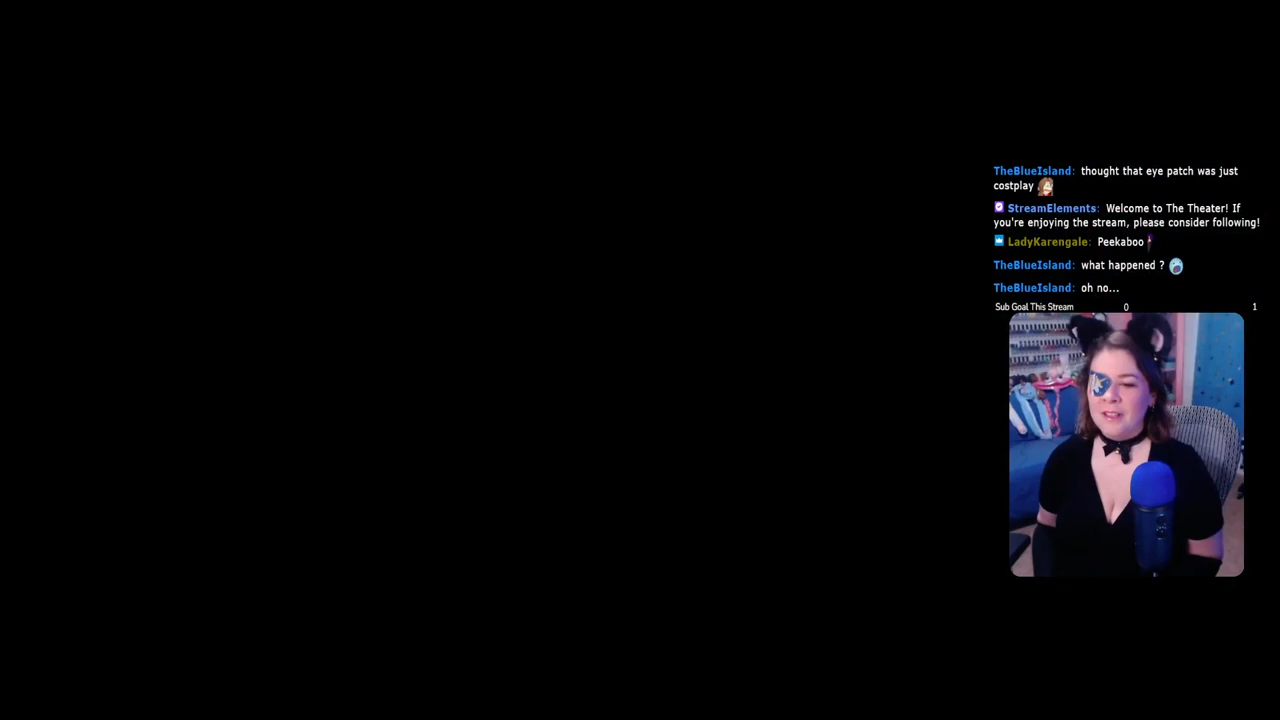 TheBlueIsland: thought that eye patch was just
costplay
StreamElements: Welcome to The Theater! If
you're enjoying the stream, please consider following!
LadyKarengale: Peekaboo
TheBlueIsland: what happened ?
TheBlueIsland: oh no...
Sub Goal This Stream 0 1